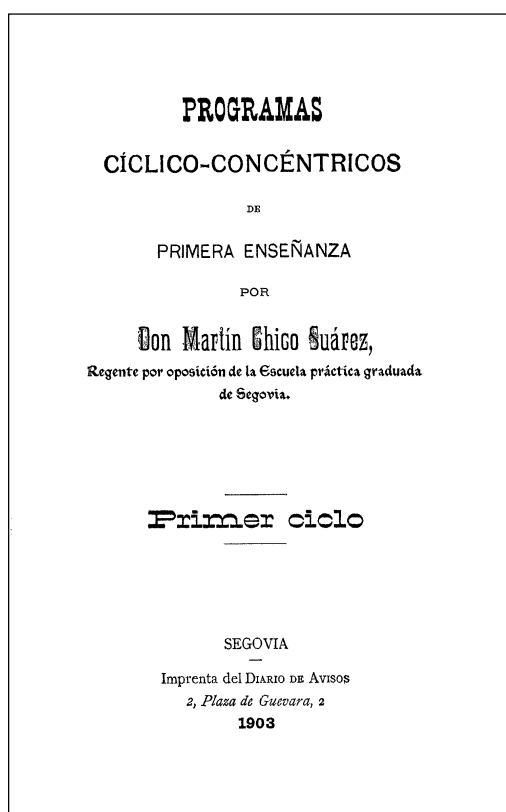 PROGRAMAS
CÍCLICO-CONCÉNTRICOS
DE
PRIMERA ENSEÑANZA
POR
Don Martín Chico Suárez,
Regente por oposición de la Escuela práctica graduada
de Segovia.
Primer ciclo
SEGOVIA
Imprenta del DIARIO DE AVISOS
2, Plaza de Guevara, 2
1903